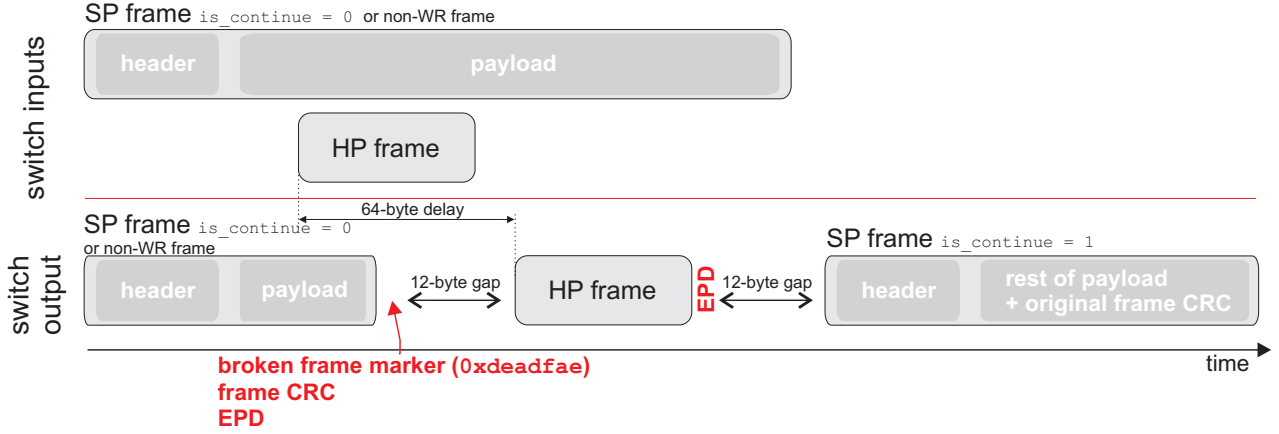 SP frame is_continue = 0 or non-WR frame
switch inputs
header
payload
HP frame
64-byte delay
SP frame is_continue = 0
or non-WR frame
SP frame is_continue = 1
switch
output
header
payload
12-byte gap
HP frame
EPD
12-byte gap
header
rest of payload
+ original frame CRC
broken frame marker (0xdeadfae)
frame CRC
EPD
time